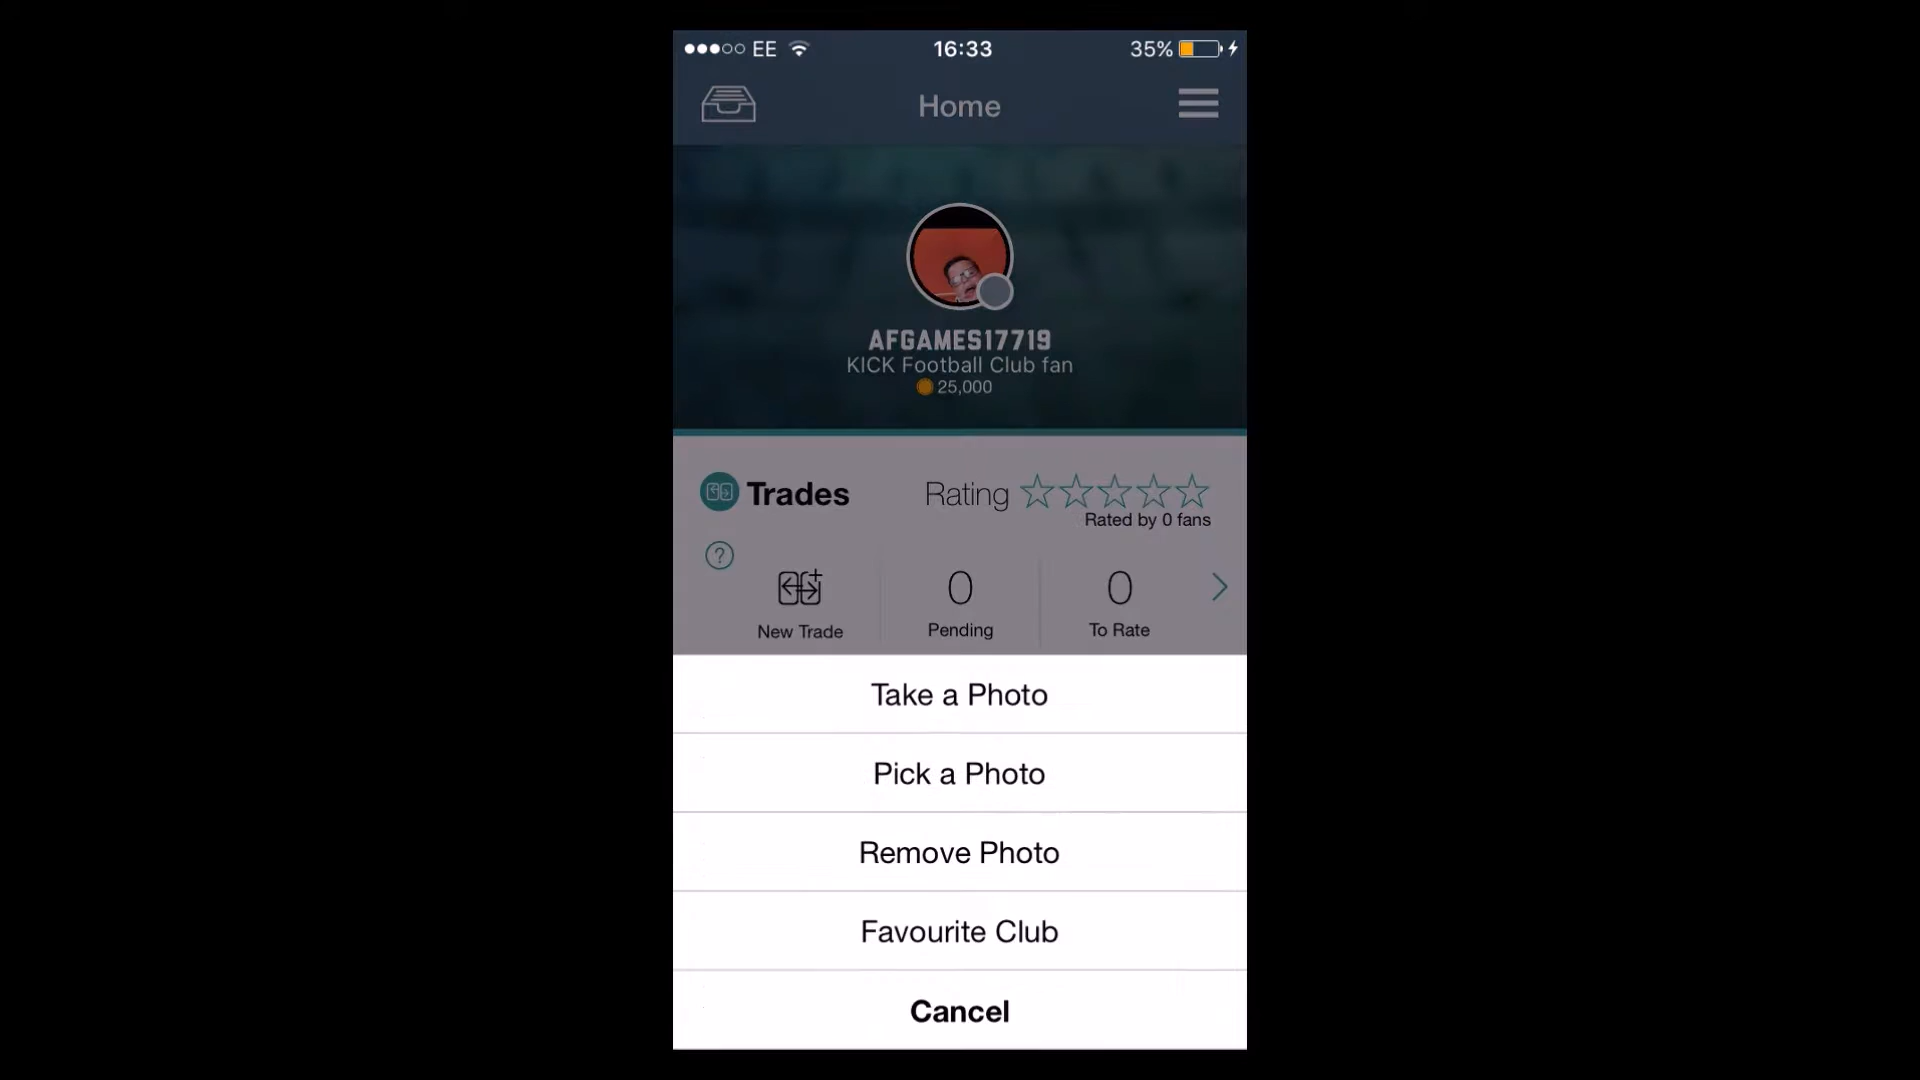 EE 16:33 35%
Home
AFGAMES17719
KICK Football Club fan
25,000
Trades Rating
Rated by 0 fans
?
0 0
New Trade Pending To Rate
Take a Photo
Pick a Photo
Remove Photo
Favourite Club
Cancel